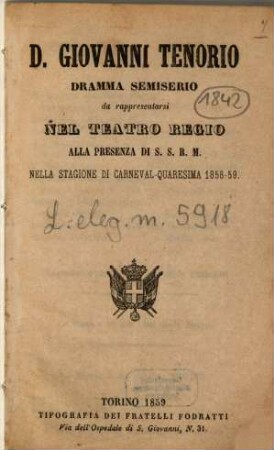 D. GIOVANNI TENORIO
DRAMMA SEMISERIO
da rappresentarsi
1842
NEL TEATRO REGIO
ALLA PRESENZA DI S. S. R. M.
NELLA STAGIONE DI CARNEVAL-QUARESIMA 1858-59.
L. eleg. m. 5918
TORINO 1859
TIPOGRAFIA DEI FRATELLI FODRATTI
Via dell'Ospedale di S. Giovanni, N. 31.